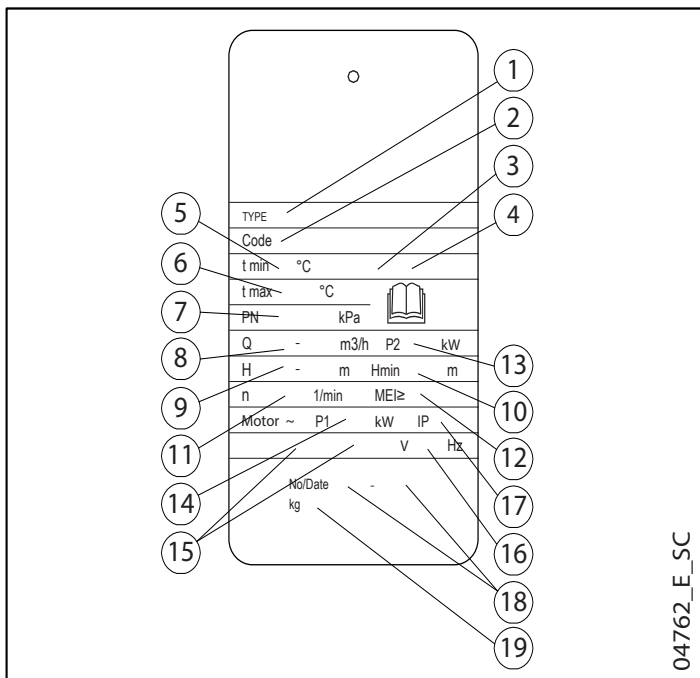 1
2
3
4
5
6
7
8
9
11
14
15
13
10
12
17
16
18
19
TYPE
Code
t min °C
t max °C
PN kPa
Q - m3/h P2 kW
H - m Hmin m
n 1/min MEI≥
Motor ~ P1 kW IP
V Hz
No/Date -
kg
04762_E_SC